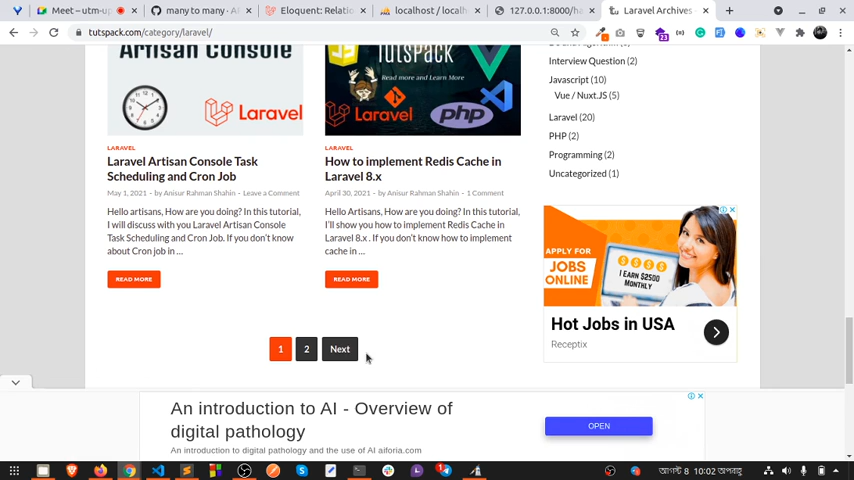 Meet – utm-up
many to many · A
Eloquent: Relatio
localhost / localh
127.0.0.1:8000/ha
Laravel Archives -
tutspack.com/category/laravel/
Artisan Console
Laravel
TUTSPACK
Read more and Learn More
Laravel
php
LARAVEL
Laravel Artisan Console Task
Scheduling and Cron Job
May 1, 2021 - by Anisur Rahman Shahin - Leave a Comment
Hello artisans, How are you doing? In this tutorial,
I will discuss with you Laravel Artisan Console
Task Scheduling and Cron Job. If you don't know
about Cron job in ...
READ MORE
LARAVEL
How to implement Redis Cache in
Laravel 8.x
April 30, 2021 - by Anisur Rahman Shahin - 1 Comment
Hello Artisans, How are you doing? In this tutorial,
I'll show you how to implement Redis Cache in
Laravel 8.x . If you don't know how to implement
cache in ...
READ MORE
1
2
Next
Interview Question (2)
Javascript (10)
Vue / Nuxt.JS (5)
Laravel (20)
PHP (2)
Programming (2)
Uncategorized (1)
APPLY FOR
JOBS
ONLINE
I EARN $2500
MONTHLY
Hot Jobs in USA
Receptix
An introduction to AI - Overview of
digital pathology
An introduction to digital pathology and the use of AI aiforia.com
OPEN
আগস্ট 8 10:02 অপরাহ্ণ